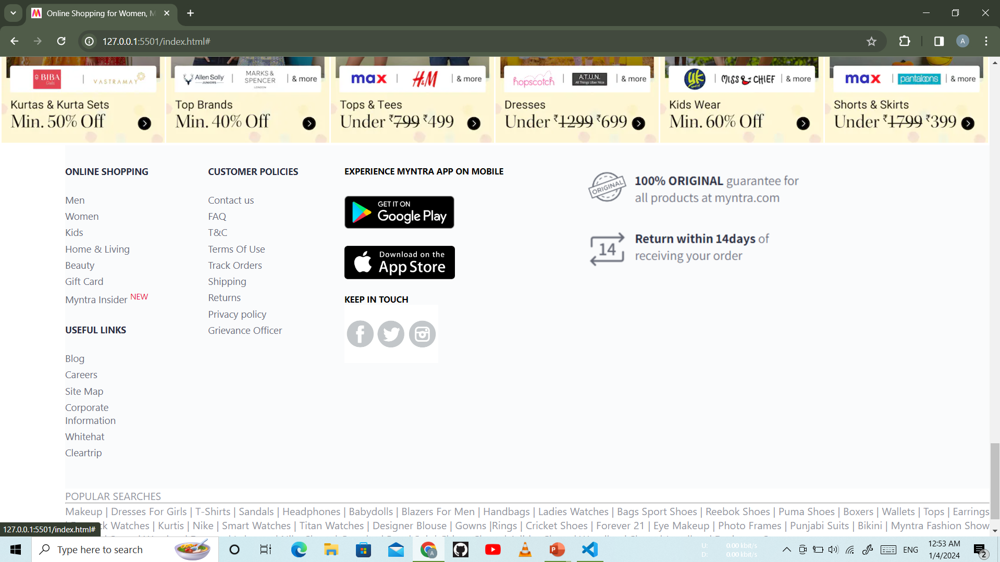 Online Shopping for Women, M
127.0.0.1:5501/index.html#
A
BIBA Girls | VASTRAMAY
Allen Solly JUNIORS | MARKS & SPENCER LONDON | & more
max | H&M | & more
hopscotch | A.T.U.N. All Things Uber Nice | & more
YK | MISS & CHIEF | & more
max | pantaloons | & more
Kurtas & Kurta Sets
Min. 50% Off
Top Brands
Min. 40% Off
Tops & Tees
Under ₹799 ₹499
Dresses
Under ₹1299 ₹699
Kids Wear
Min. 60% Off
Shorts & Skirts
Under ₹1799 ₹399
ONLINE SHOPPING
Men
Women
Kids
Home & Living
Beauty
Gift Card
Myntra Insider NEW
USEFUL LINKS
Blog
Careers
Site Map
Corporate
Information
Whitehat
Cleartrip
CUSTOMER POLICIES
Contact us
FAQ
T&C
Terms Of Use
Track Orders
Shipping
Returns
Privacy policy
Grievance Officer
EXPERIENCE MYNTRA APP ON MOBILE
GET IT ON
Google Play
Download on the
App Store
KEEP IN TOUCH
ORIGINAL
100% ORIGINAL guarantee for
all products at myntra.com
14
Return within 14days of
receiving your order
POPULAR SEARCHES
Makeup | Dresses For Girls | T-Shirts | Sandals | Headphones | Babydolls | Blazers For Men | Handbags | Ladies Watches | Bags Sport Shoes | Reebok Shoes | Puma Shoes | Boxers | Wallets | Tops | Earrings
Watches | Kurtis | Nike | Smart Watches | Titan Watches | Designer Blouse | Gowns |Rings | Cricket Shoes | Forever 21 | Eye Makeup | Photo Frames | Punjabi Suits | Bikini | Myntra Fashion Show
127.0.0.1:5501/index.html#
Type here to search
U: 0.00 kbit/s
D: 0.00 kbit/s
ENG
12:53 AM
1/4/2024
2